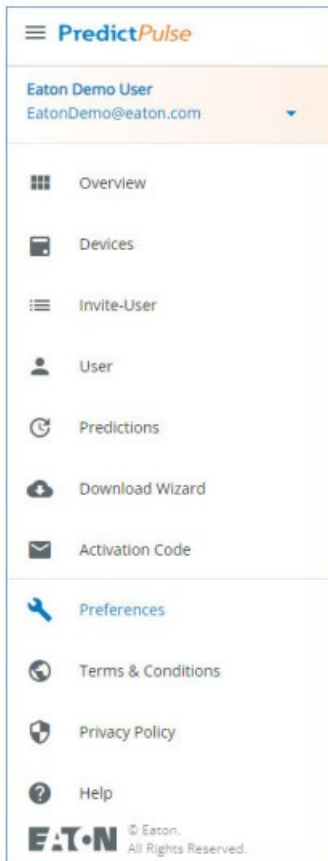 PredictPulse
Eaton Demo User
EatonDemo@eaton.com
Overview
Devices
Invite-User
User
Predictions
Download Wizard
Activation Code
Preferences
Terms & Conditions
Privacy Policy
Help
EATON © Eaton.
All Rights Reserved.